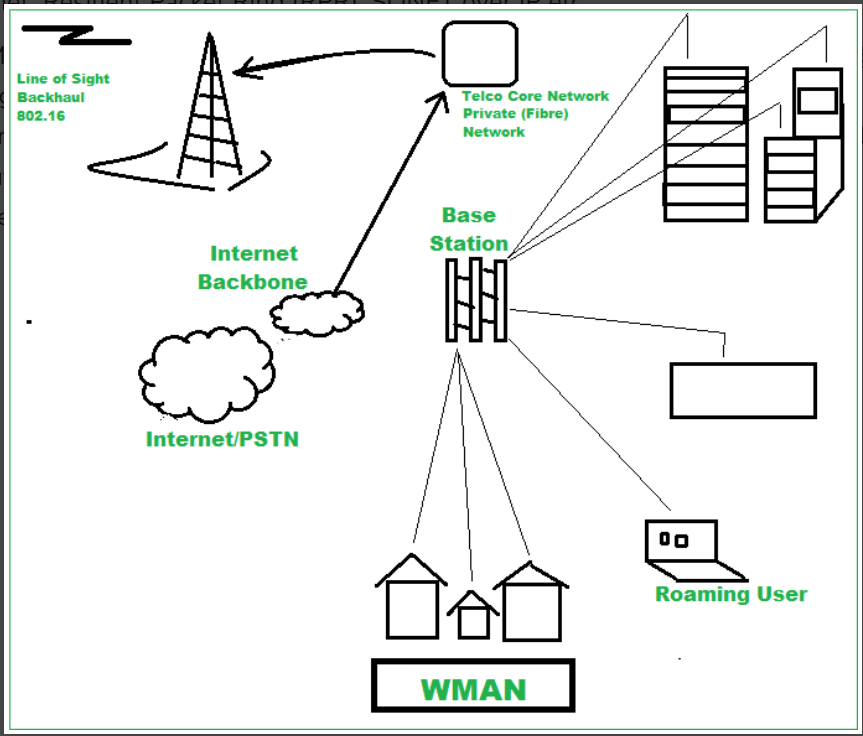 Line of Sight
Backhaul
802.16
Telco Core Network
Private (Fibre)
Network
Base
Station
Internet
Backbone
Internet/PSTN
Roaming User
WMAN